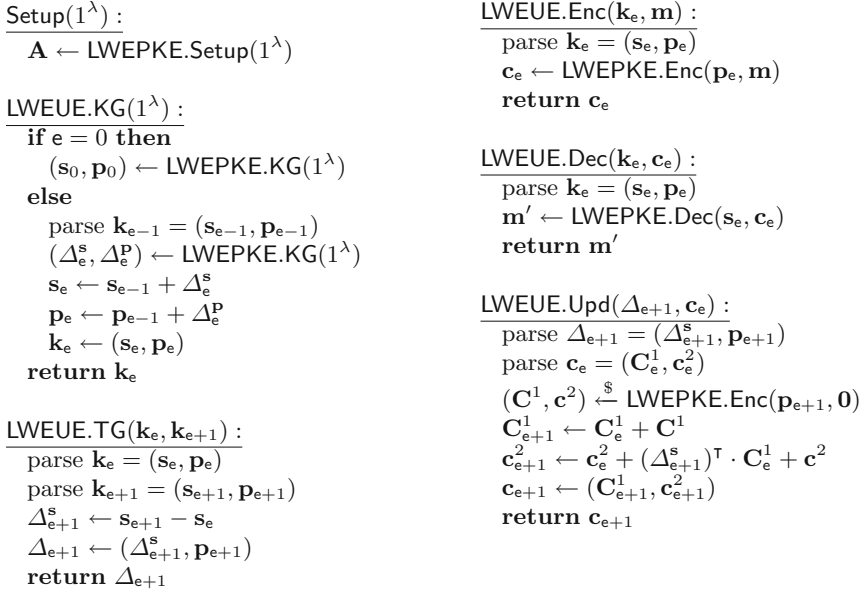 Setup(1^λ) :
A ← LWEPKE.Setup(1^λ)
LWEUE.KG(1^λ) :
if e = 0 then
(s_0, p_0) ← LWEPKE.KG(1^λ)
else
parse k_{e−1} = (s_{e−1}, p_{e−1})
(Δ_e^s, Δ_e^p) ← LWEPKE.KG(1^λ)
s_e ← s_{e−1} + Δ_e^s
p_e ← p_{e−1} + Δ_e^p
k_e ← (s_e, p_e)
return k_e
LWEUE.TG(k_e, k_{e+1}) :
parse k_e = (s_e, p_e)
parse k_{e+1} = (s_{e+1}, p_{e+1})
Δ_{e+1}^s ← s_{e+1} − s_e
Δ_{e+1} ← (Δ_{e+1}^s, p_{e+1})
return Δ_{e+1}
LWEUE.Enc(k_e, m) :
parse k_e = (s_e, p_e)
c_e ← LWEPKE.Enc(p_e, m)
return c_e
LWEUE.Dec(k_e, c_e) :
parse k_e = (s_e, p_e)
m′ ← LWEPKE.Dec(s_e, c_e)
return m′
LWEUE.Upd(Δ_{e+1}, c_e) :
parse Δ_{e+1} = (Δ_{e+1}^s, p_{e+1})
parse c_e = (C_e^1, c_e^2)
(C^1, c^2) ←$ LWEPKE.Enc(p_{e+1}, 0)
C_{e+1}^1 ← C_e^1 + C^1
c_{e+1}^2 ← c_e^2 + (Δ_{e+1}^s)^⊤ · C_e^1 + c^2
c_{e+1} ← (C_{e+1}^1, c_{e+1}^2)
return c_{e+1}